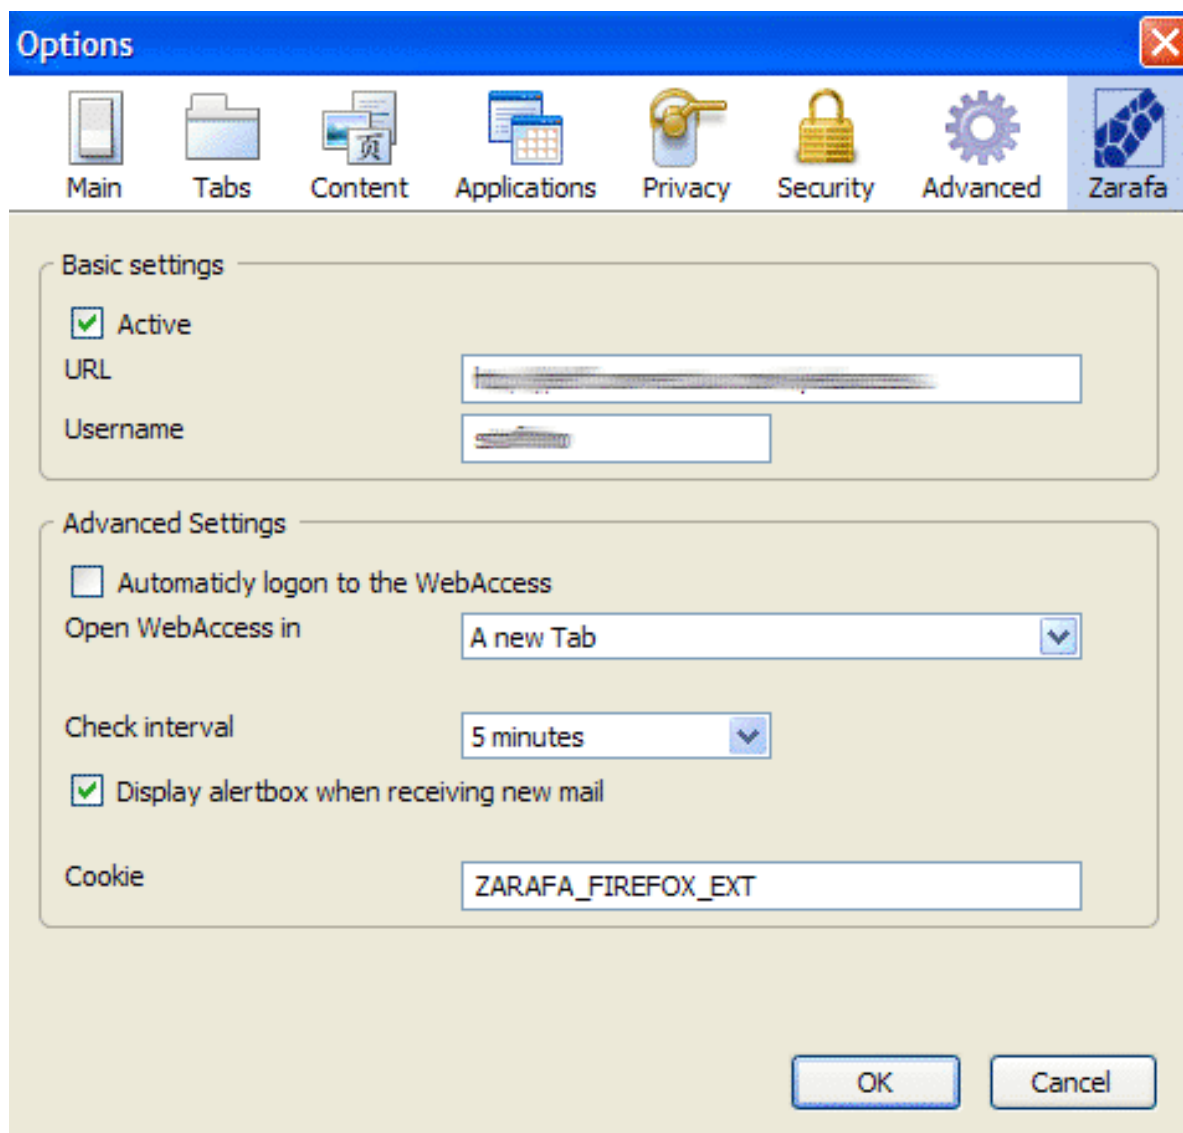 Options
页
Main Tabs Content Applications Privacy Security Advanced Zarafa
Basic settings
Active
URL
Username
Advanced Settings
Automaticly logon to the WebAccess
Open WebAccess in A new Tab
Check interval 5 minutes
Display alertbox when receiving new mail
Cookie ZARAFA_FIREFOX_EXT
OK Cancel